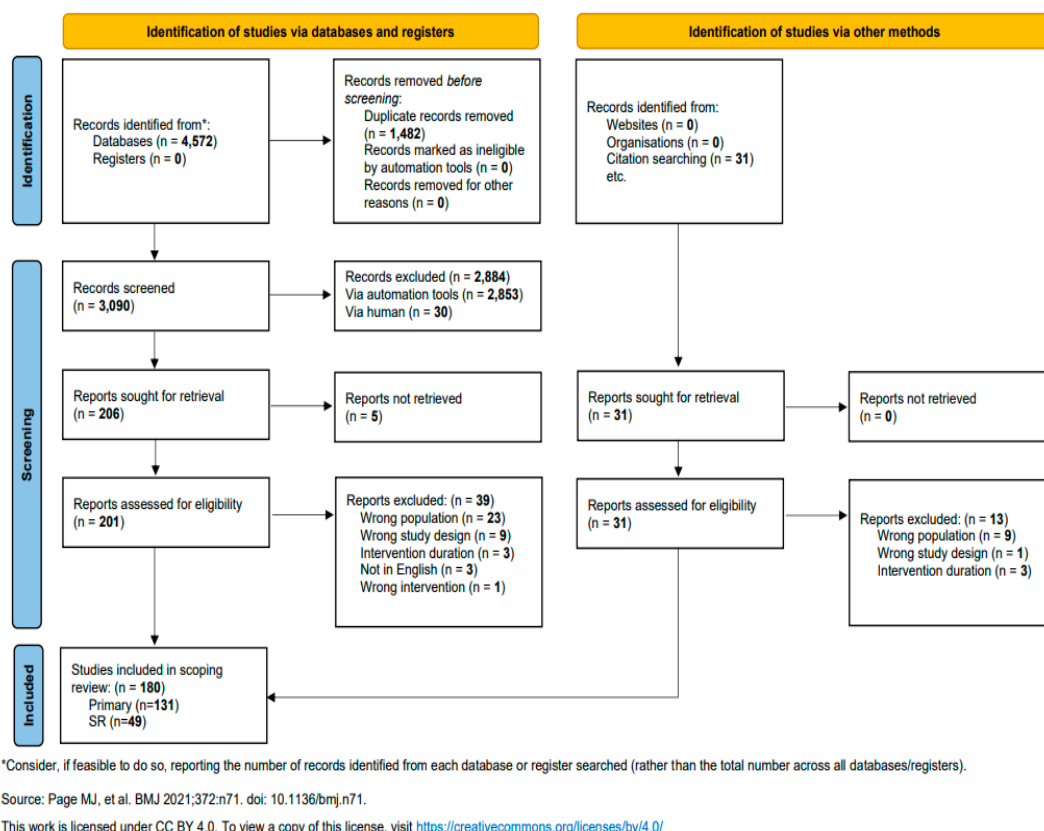 Identification of studies via databases and registers
Identification of studies via other methods
Identification
Records identified from*:
Databases (n = 4,572)
Registers (n = 0)
Records removed before
screening:
Duplicate records removed
(n = 1,482)
Records marked as ineligible
by automation tools (n = 0)
Records removed for other
reasons (n = 0)
Records identified from:
Websites (n = 0)
Organisations (n = 0)
Citation searching (n = 31)
etc.
Screening
Records screened
(n = 3,090)
Records excluded (n = 2,884)
Via automation tools (n = 2,853)
Via human (n = 30)
Reports sought for retrieval
(n = 206)
Reports not retrieved
(n = 5)
Reports sought for retrieval
(n = 31)
Reports not retrieved
(n = 0)
Reports assessed for eligibility
(n = 201)
Reports excluded: (n = 39)
Wrong population (n = 23)
Wrong study design (n = 9)
Intervention duration (n = 3)
Not in English (n = 3)
Wrong intervention (n = 1)
Reports assessed for eligibility
(n = 31)
Reports excluded: (n = 13)
Wrong population (n = 9)
Wrong study design (n = 1)
Intervention duration (n = 3)
Included
Studies included in scoping
review: (n = 180)
Primary (n=131)
SR (n=49)
*Consider, if feasible to do so, reporting the number of records identified from each database or register searched (rather than the total number across all databases/registers).
Source: Page MJ, et al. BMJ 2021;372:n71. doi: 10.1136/bmj.n71.
This work is licensed under CC BY 4.0. To view a copy of this license, visit https://creativecommons.org/licenses/by/4.0/